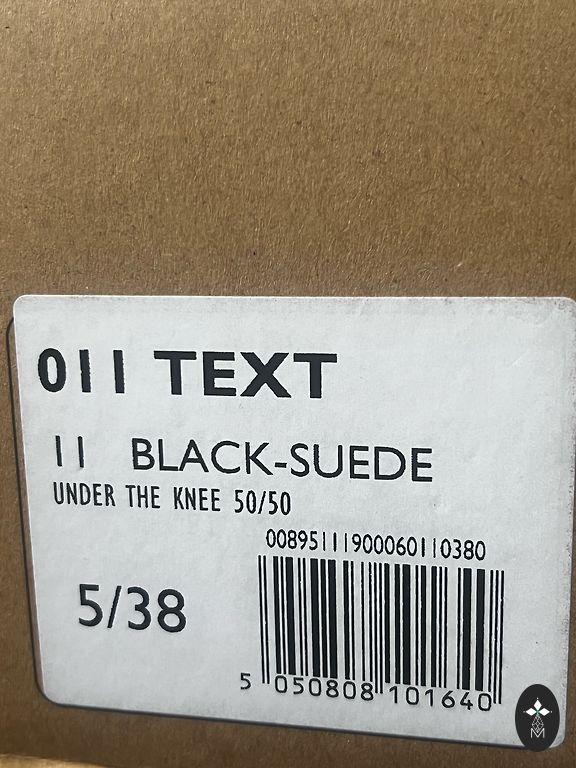 011 TEXT
11 BLACK-SUEDE
UNDER THE KNEE 50/50
00895111900060110380
5/38
5 050808 101640
M